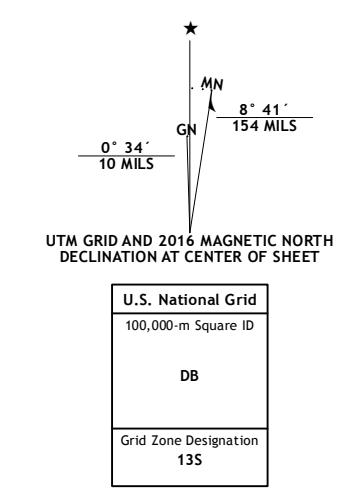 ★
MN
8° 41´
154 MILS
GN
0° 34´
10 MILS
UTM GRID AND 2016 MAGNETIC NORTH
DECLINATION AT CENTER OF SHEET
U.S. National Grid
100,000-m Square ID
DB
Grid Zone Designation
13S